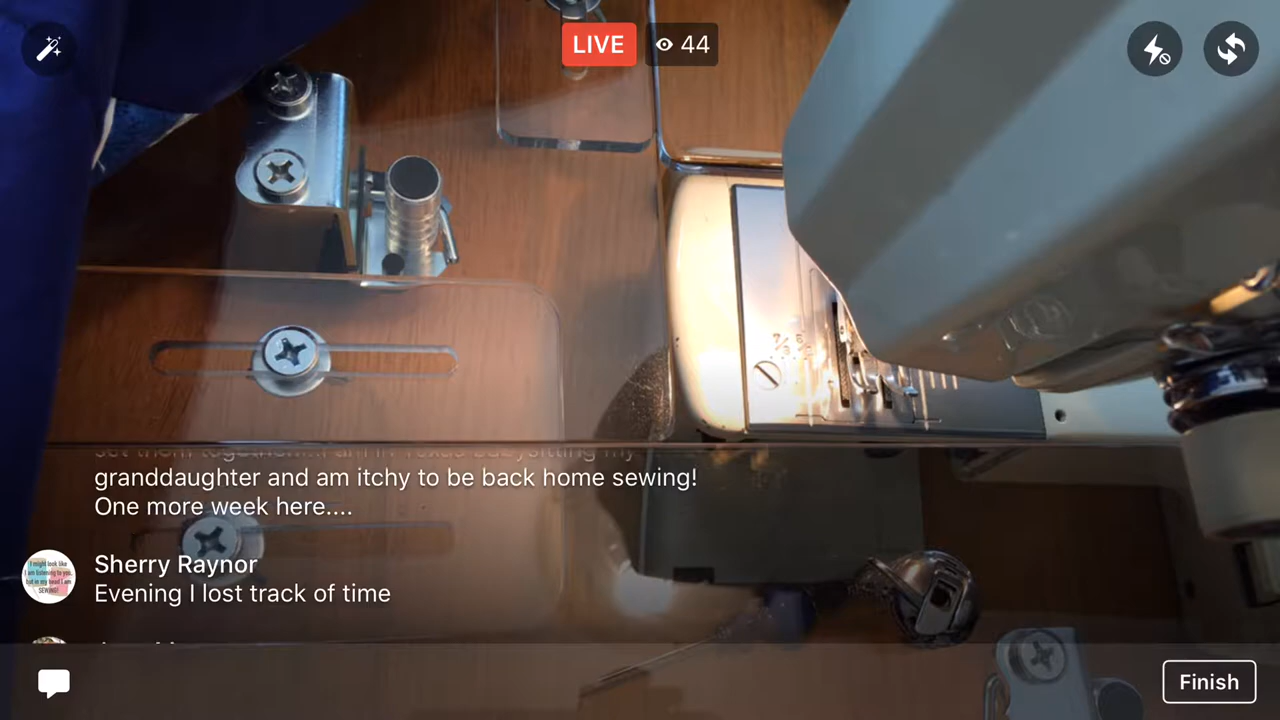 LIVE
44
granddaughter and am itchy to be back home sewing!
One more week here....
Sherry Raynor
Evening I lost track of time
Finish